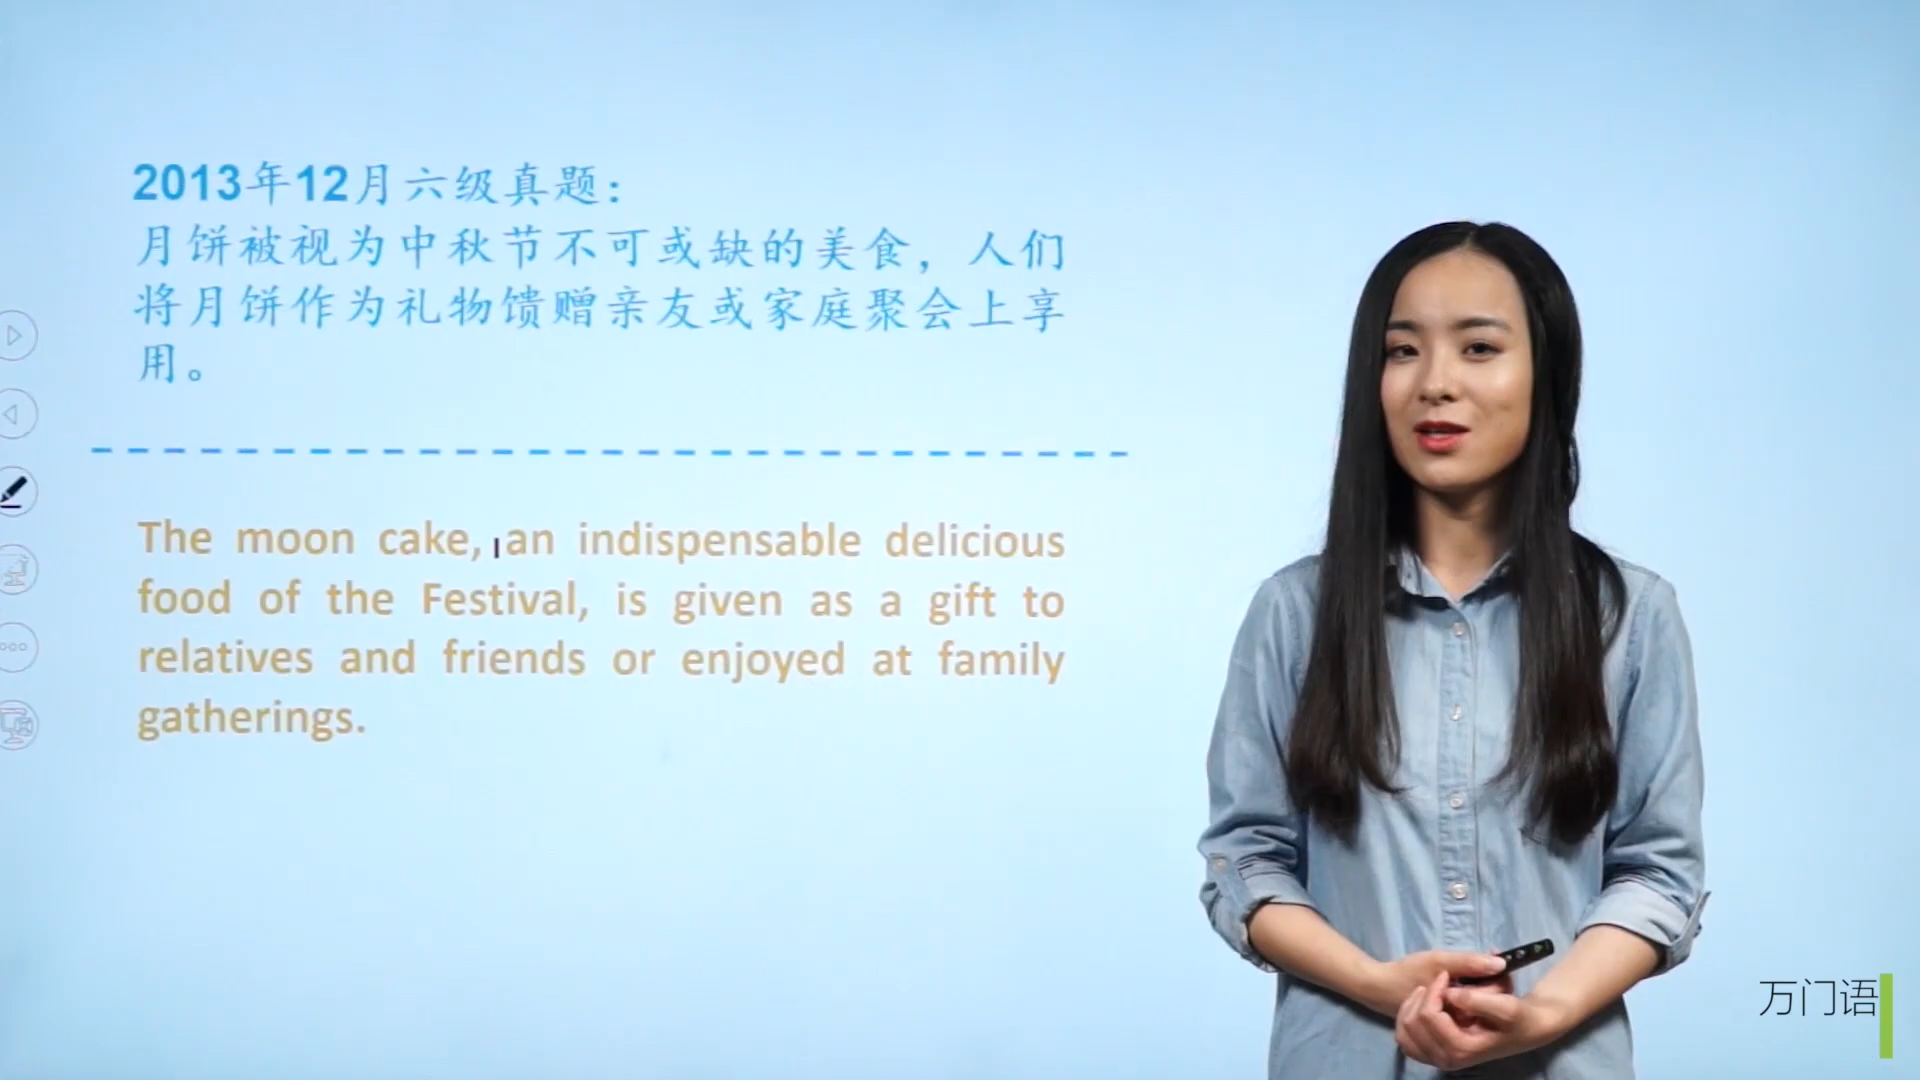 2013年12月六级真题：
月饼被视为中秋节不可或缺的美食，人们
将月饼作为礼物馈赠亲友或家庭聚会上享
用。
The moon cake, an indispensable delicious
food of the Festival, is given as a gift to
relatives and friends or enjoyed at family
gatherings.
万门语